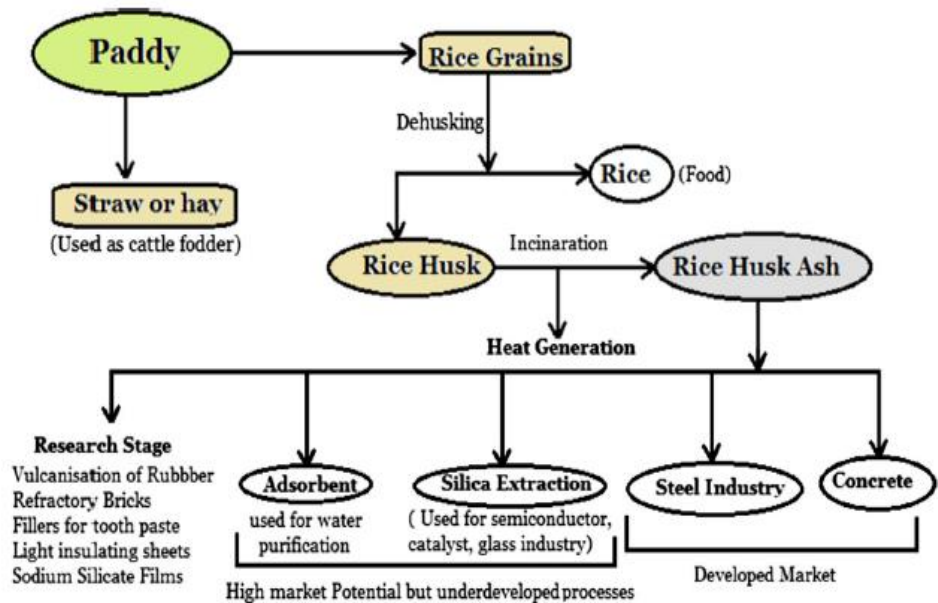 Paddy
Rice Grains
Dehusking
Rice
(Food)
Straw or hay
(Used as cattle fodder)
Rice Husk
Incinaration
Rice Husk Ash
Heat Generation
Research Stage
Vulcanisation of Rubbber
Refractory Bricks
Fillers for tooth paste
Light insulating sheets
Sodium Silicate Films
Adsorbent
used for water
purification
Silica Extraction
( Used for semiconductor,
catalyst, glass industry)
High market Potential but underdeveloped processes
Steel Industry
Concrete
Developed Market